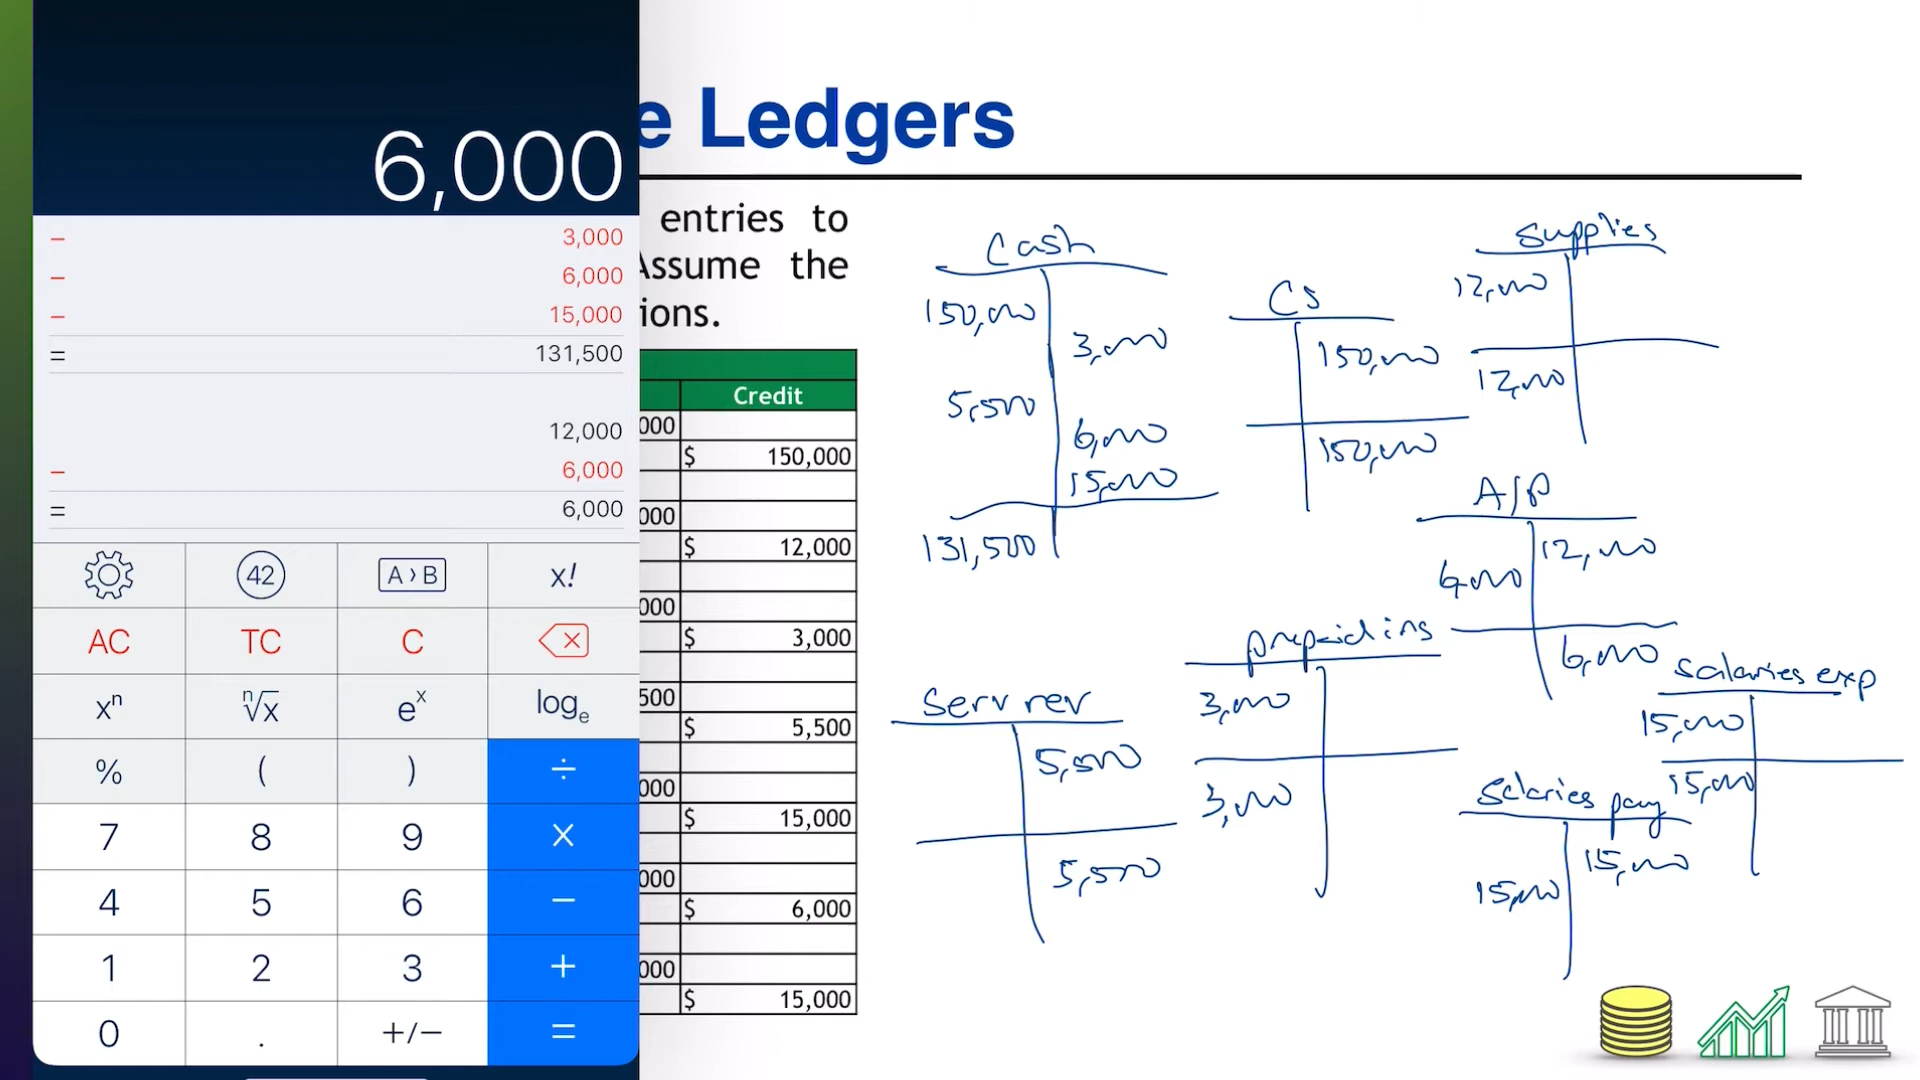 6,000
− 3,000
− 6,000
− 15,000
= 131,500
12,000
− 6,000
= 6,000
42 A›B x!
AC TC C
xⁿ ⁿ√x eˣ logₑ
% ( ) ÷
7 8 9 ×
4 5 6 −
1 2 3 +
0 . +/− =
e Ledgers
entries to
Assume the
ions.
Credit
000
$ 150,000
000
$ 12,000
000
$ 3,000
500
$ 5,500
000
$ 15,000
000
$ 6,000
000
$ 15,000
Cash
150,000
3,000
5,500
6,000
15,000
131,500
CS
150,000
150,000
Supplies
12,000
12,000
A/P
12,000
6,000
6,000
Serv rev
5,500
5,500
prepaid ins
3,000
3,000
salaries exp
15,000
15,000
Salaries pay
15,000
15,000